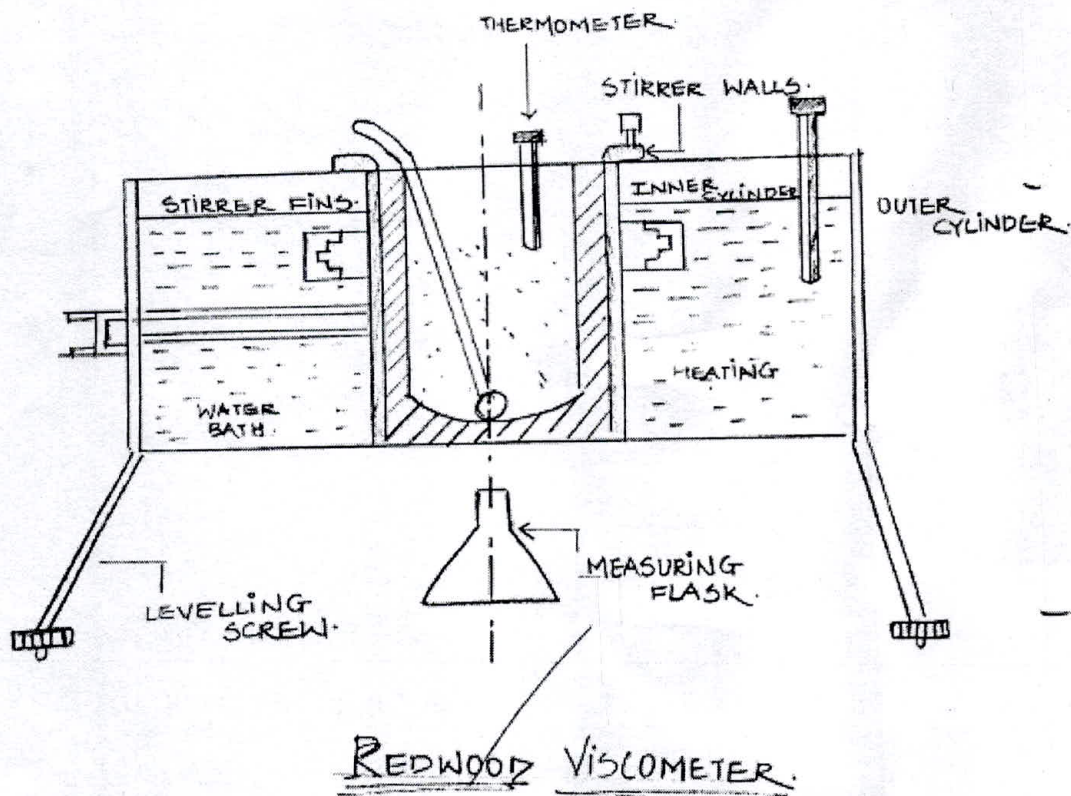 THERMOMETER.
STIRRER WALLS.
STIRRER FINS.
INNER
CYLINDER
OUTER
CYLINDER.
HEATING
WATER
BATH.
MEASURING
FLASK.
LEVELLING
SCREW.
REDWOOD VISCOMETER.